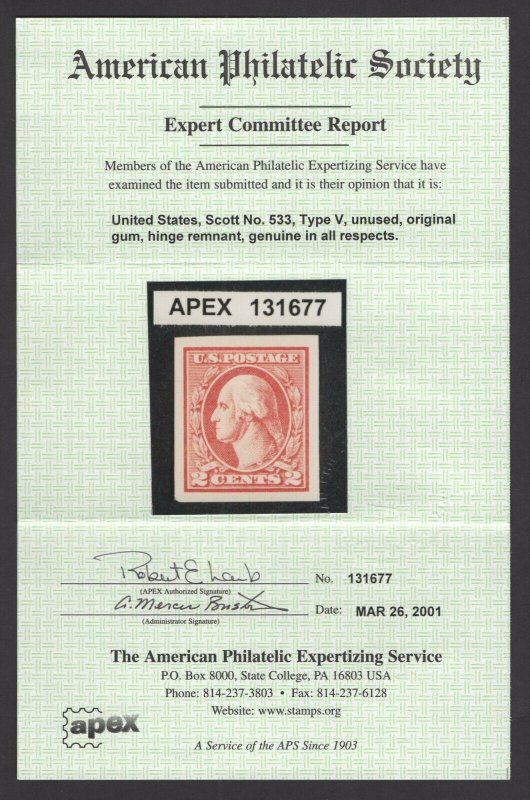 American Philatelic Society
Expert Committee Report
Members of the American Philatelic Expertizing Service have
examined the item submitted and it is their opinion that it is:
United States, Scott No. 533, Type V, unused, original
gum, hinge remnant, genuine in all respects.
APEX 131677
U.S. POSTAGE
2 CENTS 2
No. 131677
(APEX Authorized Signature)
Date: MAR 26, 2001
(Administrator Signature)
The American Philatelic Expertizing Service
P.O. Box 8000, State College, PA 16803 USA
Phone: 814-237-3803 • Fax: 814-237-6128
Website: www.stamps.org
apex
A Service of the APS Since 1903